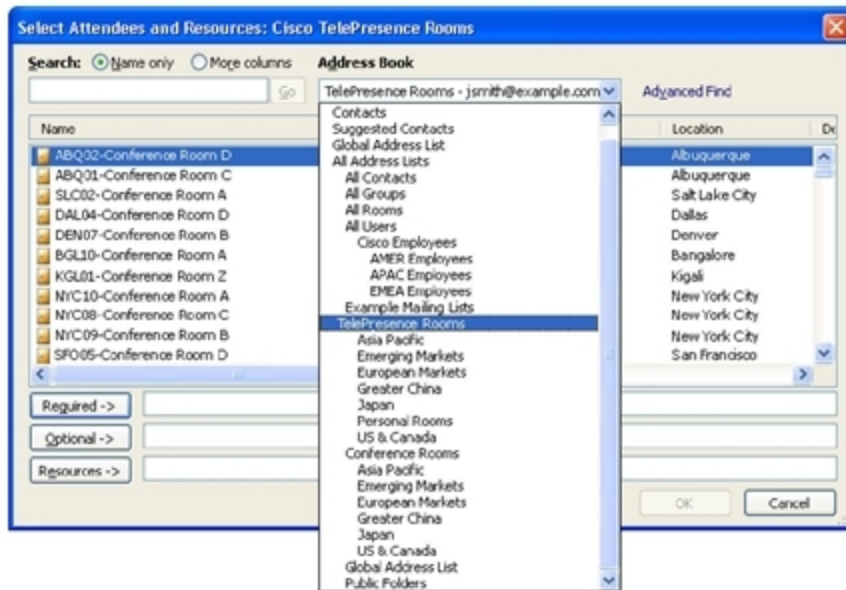 Select Attendees and Resources: Cisco TelePresence Rooms
Search: Name only More columns Address Book
Go TelePresence Rooms - jsmith@example.com Advanced Find
Name Location De
ABQ02-Conference Room D Albuquerque
ABQ01-Conference Room C Albuquerque
SLC02-Conference Room A Salt Lake City
DAL04-Conference Room D Dallas
DEN07-Conference Room B Denver
BGL10-Conference Room A Bangalore
KGL01-Conference Room Z Kigali
NYC10-Conference Room A New York City
NYC08-Conference Room C New York City
NYC09-Conference Room B New York City
SFO05-Conference Room D San Francisco
Contacts
Suggested Contacts
Global Address List
All Address Lists
All Contacts
All Groups
All Rooms
All Users
Cisco Employees
AMER Employees
APAC Employees
EMEA Employees
Example Mailing Lists
TelePresence Rooms
Asia Pacific
Emerging Markets
European Markets
Greater China
Japan
Personal Rooms
US & Canada
Conference Rooms
Asia Pacific
Emerging Markets
European Markets
Greater China
Japan
US & Canada
Global Address List
Public Folders
Required ->
Optional ->
Resources ->
OK Cancel